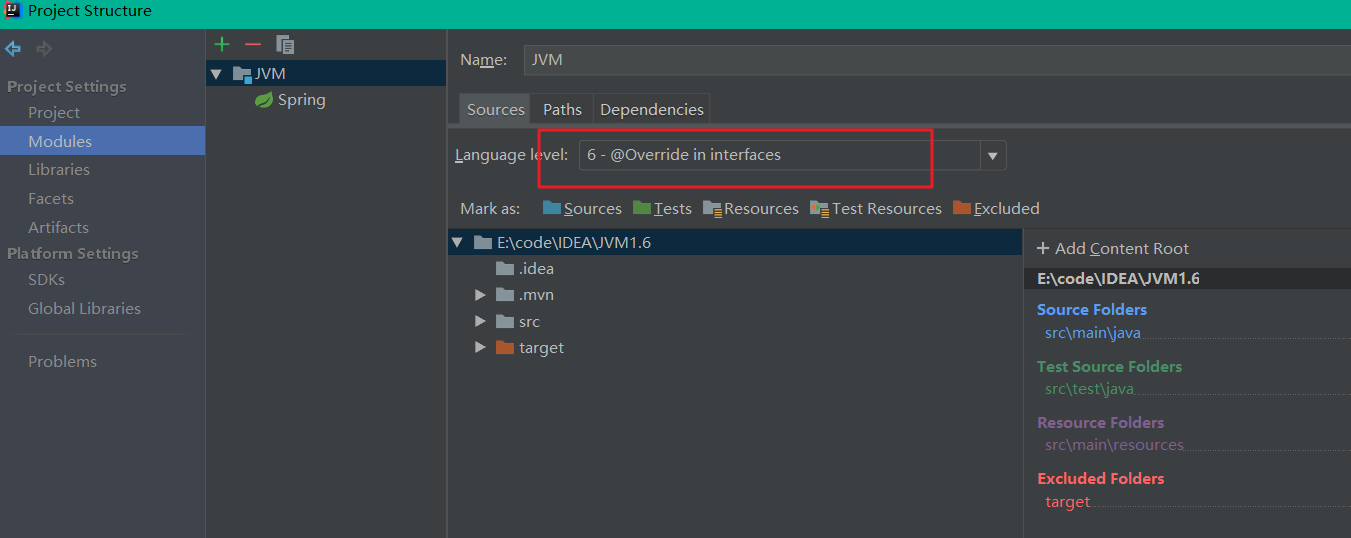 IJ
Project Structure
Project Settings
Project
Modules
Libraries
Facets
Artifacts
Platform Settings
SDKs
Global Libraries
Problems
JVM
Spring
Name: JVM
Sources Paths Dependencies
Language level: 6 - @Override in interfaces
Mark as: Sources Tests Resources Test Resources Excluded
E:\code\IDEA\JVM1.6
.idea
.mvn
src
target
+ Add Content Root
E:\code\IDEA\JVM1.6
Source Folders
src\main\java
Test Source Folders
src\test\java
Resource Folders
src\main\resources
Excluded Folders
target